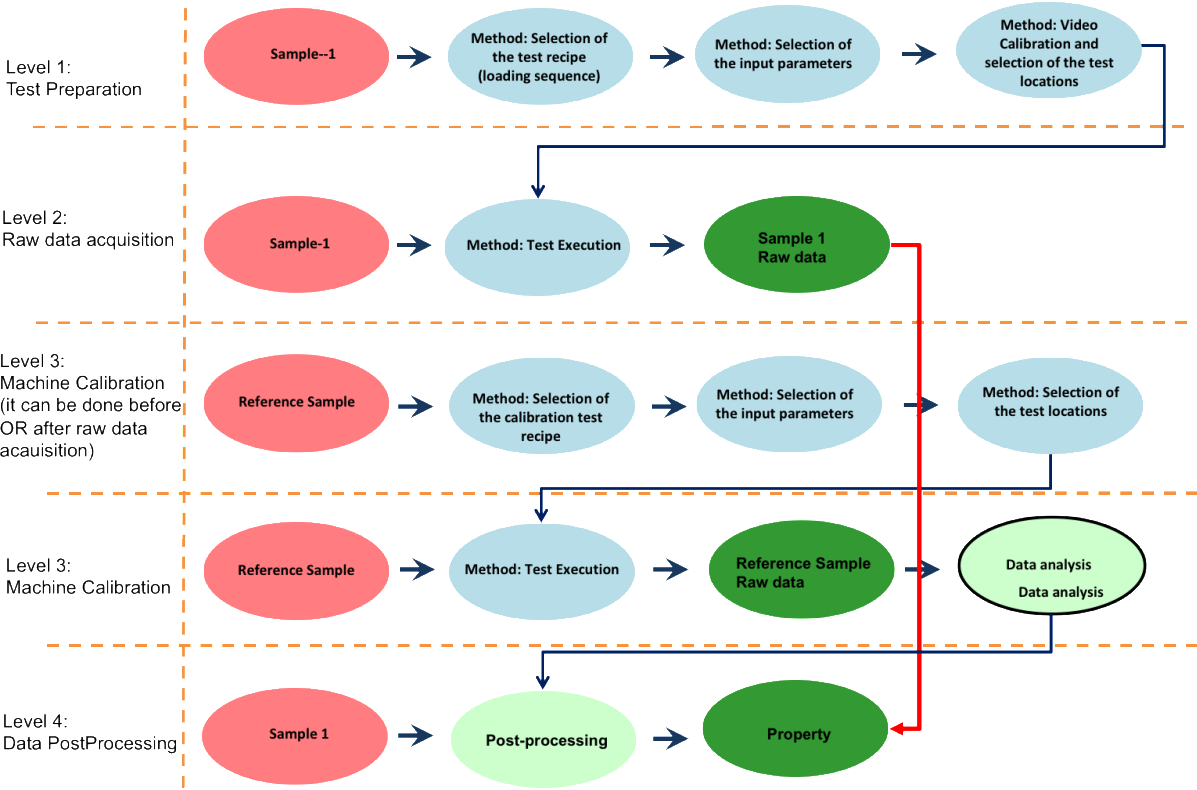 Level 1:
Test Preparation
Sample--1
Method: Selection of
the test recipe
(loading sequence)
Method: Selection of
the input parameters
Method: Video
Calibration and
selection of the test
locations
Level 2:
Raw data acquisition
Sample-1
Method: Test Execution
Sample 1
Raw data
Level 3:
Machine Calibration
(it can be done before
OR after raw data
acauisition)
Reference Sample
Method: Selection of
the calibration test
recipe
Method: Selection of
the input parameters
Method: Selection of
the test locations
Level 3:
Machine Calibration
Reference Sample
Method: Test Execution
Reference Sample
Raw data
Data analysis
Data analysis
Level 4:
Data PostProcessing
Sample 1
Post-processing
Property